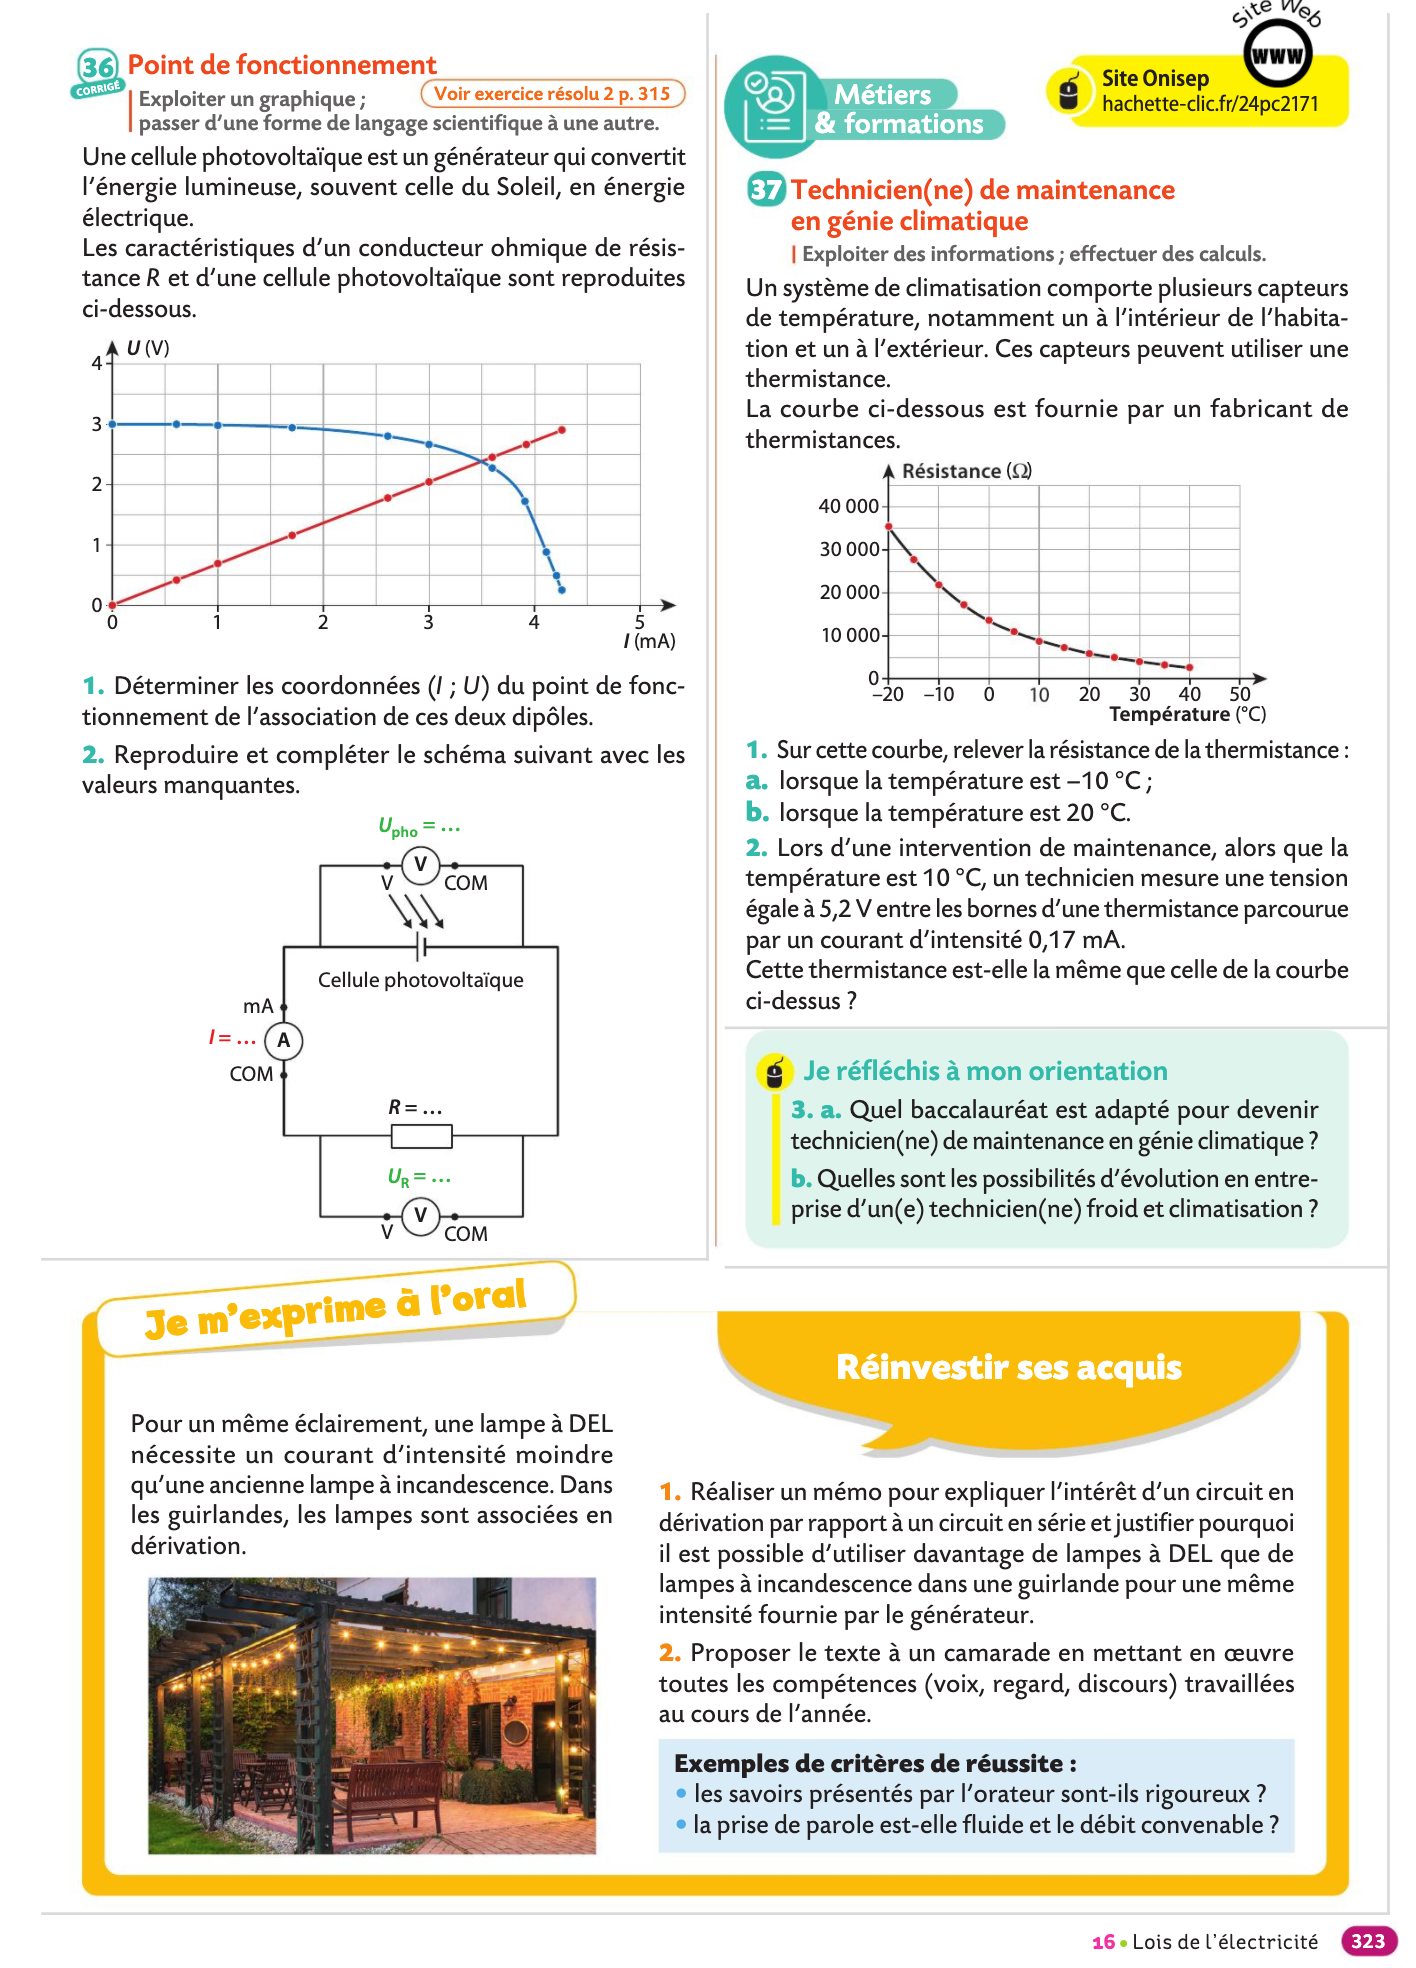 36 Point de fonctionnement
CORRIGÉ
Exploiter un graphique ;
Voir exercice résolu 2 p. 315
passer d'une forme de langage scientifique à une autre.
Une cellule photovoltaïque est un générateur qui convertit
l'énergie lumineuse, souvent celle du Soleil, en énergie
électrique.
Les caractéristiques d'un conducteur ohmique de résis-
tance R et d'une cellule photovoltaïque sont reproduites
ci-dessous.
U (V)
4
3
2
1
0
0 1 2 3 4 5
I (mA)
1. Déterminer les coordonnées (I ; U) du point de fonc-
tionnement de l'association de ces deux dipôles.
2. Reproduire et compléter le schéma suivant avec les
valeurs manquantes.
Upho = ...
V
V COM
Cellule photovoltaïque
mA
I = ... A
COM
R = ...
UR = ...
V
V COM
Métiers
& formations
Site Web
www
Site Onisep
hachette-clic.fr/24pc2171
37 Technicien(ne) de maintenance
en génie climatique
Exploiter des informations ; effectuer des calculs.
Un système de climatisation comporte plusieurs capteurs
de température, notamment un à l'intérieur de l'habita-
tion et un à l'extérieur. Ces capteurs peuvent utiliser une
thermistance.
La courbe ci-dessous est fournie par un fabricant de
thermistances.
Résistance (Ω)
40 000
30 000
20 000
10 000
0
–20 –10 0 10 20 30 40 50
Température (°C)
1. Sur cette courbe, relever la résistance de la thermistance :
a. lorsque la température est –10 °C ;
b. lorsque la température est 20 °C.
2. Lors d'une intervention de maintenance, alors que la
température est 10 °C, un technicien mesure une tension
égale à 5,2 V entre les bornes d'une thermistance parcourue
par un courant d'intensité 0,17 mA.
Cette thermistance est-elle la même que celle de la courbe
ci-dessus ?
Je réfléchis à mon orientation
3. a. Quel baccalauréat est adapté pour devenir
technicien(ne) de maintenance en génie climatique ?
b. Quelles sont les possibilités d'évolution en entre-
prise d'un(e) technicien(ne) froid et climatisation ?
Je m'exprime à l'oral
Réinvestir ses acquis
Pour un même éclairement, une lampe à DEL
nécessite un courant d'intensité moindre
qu'une ancienne lampe à incandescence. Dans
les guirlandes, les lampes sont associées en
dérivation.
1. Réaliser un mémo pour expliquer l'intérêt d'un circuit en
dérivation par rapport à un circuit en série et justifier pourquoi
il est possible d'utiliser davantage de lampes à DEL que de
lampes à incandescence dans une guirlande pour une même
intensité fournie par le générateur.
2. Proposer le texte à un camarade en mettant en œuvre
toutes les compétences (voix, regard, discours) travaillées
au cours de l'année.
Exemples de critères de réussite :
• les savoirs présentés par l'orateur sont-ils rigoureux ?
• la prise de parole est-elle fluide et le débit convenable ?
16 • Lois de l'électricité 323